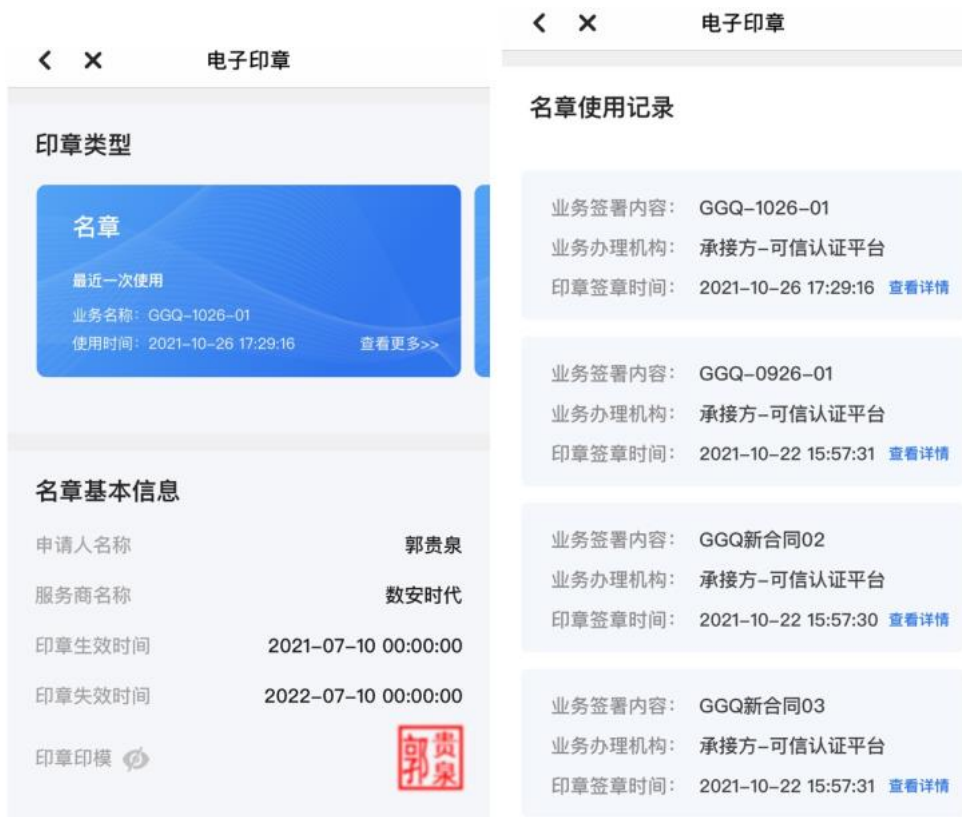 电子印章
印章类型
名章
最近一次使用
业务名称：GGQ-1026-01
使用时间：2021-10-26 17:29:16 查看更多>>
名章基本信息
申请人名称 郭贵泉
服务商名称 数安时代
印章生效时间 2021-07-10 00:00:00
印章失效时间 2022-07-10 00:00:00
印章印模
郭贵泉
电子印章
名章使用记录
业务签署内容： GGQ-1026-01
业务办理机构： 承接方-可信认证平台
印章签章时间： 2021-10-26 17:29:16 查看详情
业务签署内容： GGQ-0926-01
业务办理机构： 承接方-可信认证平台
印章签章时间： 2021-10-22 15:57:31 查看详情
业务签署内容： GGQ新合同02
业务办理机构： 承接方-可信认证平台
印章签章时间： 2021-10-22 15:57:30 查看详情
业务签署内容： GGQ新合同03
业务办理机构： 承接方-可信认证平台
印章签章时间： 2021-10-22 15:57:31 查看详情